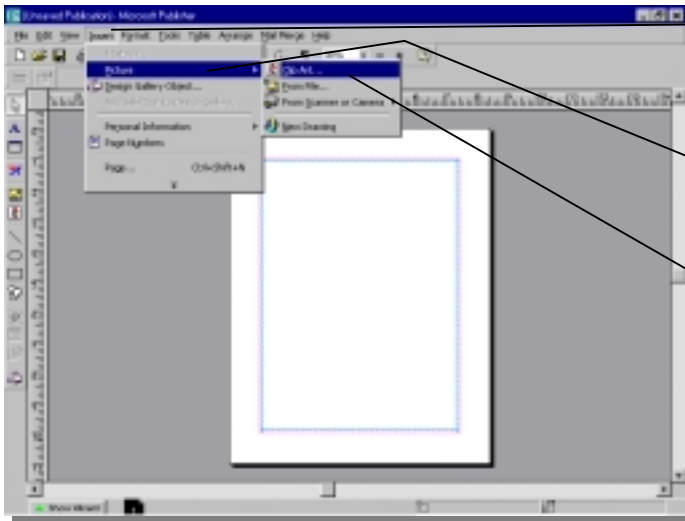 (Unsaved Publication) - Microsoft Publisher
File Edit View Insert Format Tools Table Arrange Mail Merge Help
Picture
Clip Art...
Design Gallery Object...
From File...
From Scanner or Camera
Personal Information
New Drawing
Page Numbers
Page... Ctrl+Shift+N
Show Wizard